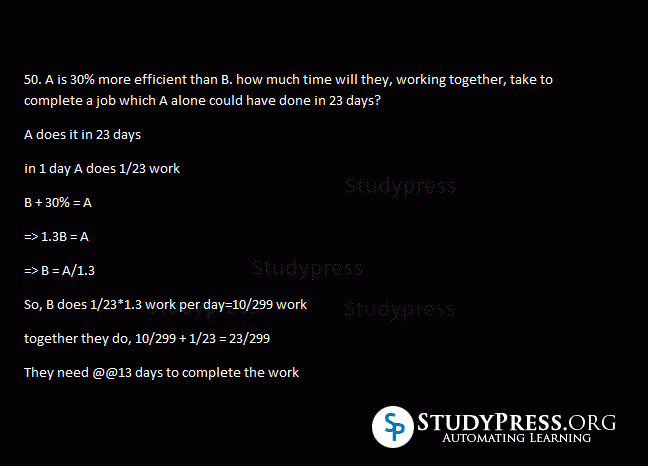 50. A is 30% more efficient than B. how much time will they, working together, take to
complete a job which A alone could have done in 23 days?
A does it in 23 days
in 1 day A does 1/23 work
Studypress
B + 30% = A
=> 1.3B = A
=> B = A/1.3
Studypress
So, B does 1/23*1.3 work per day=10/299 work
Studypress
Studypress
together they do, 10/299 + 1/23 = 23/299
They need @@13 days to complete the work
SP
STUDYPRESS.ORG
AUTOMATING LEARNING